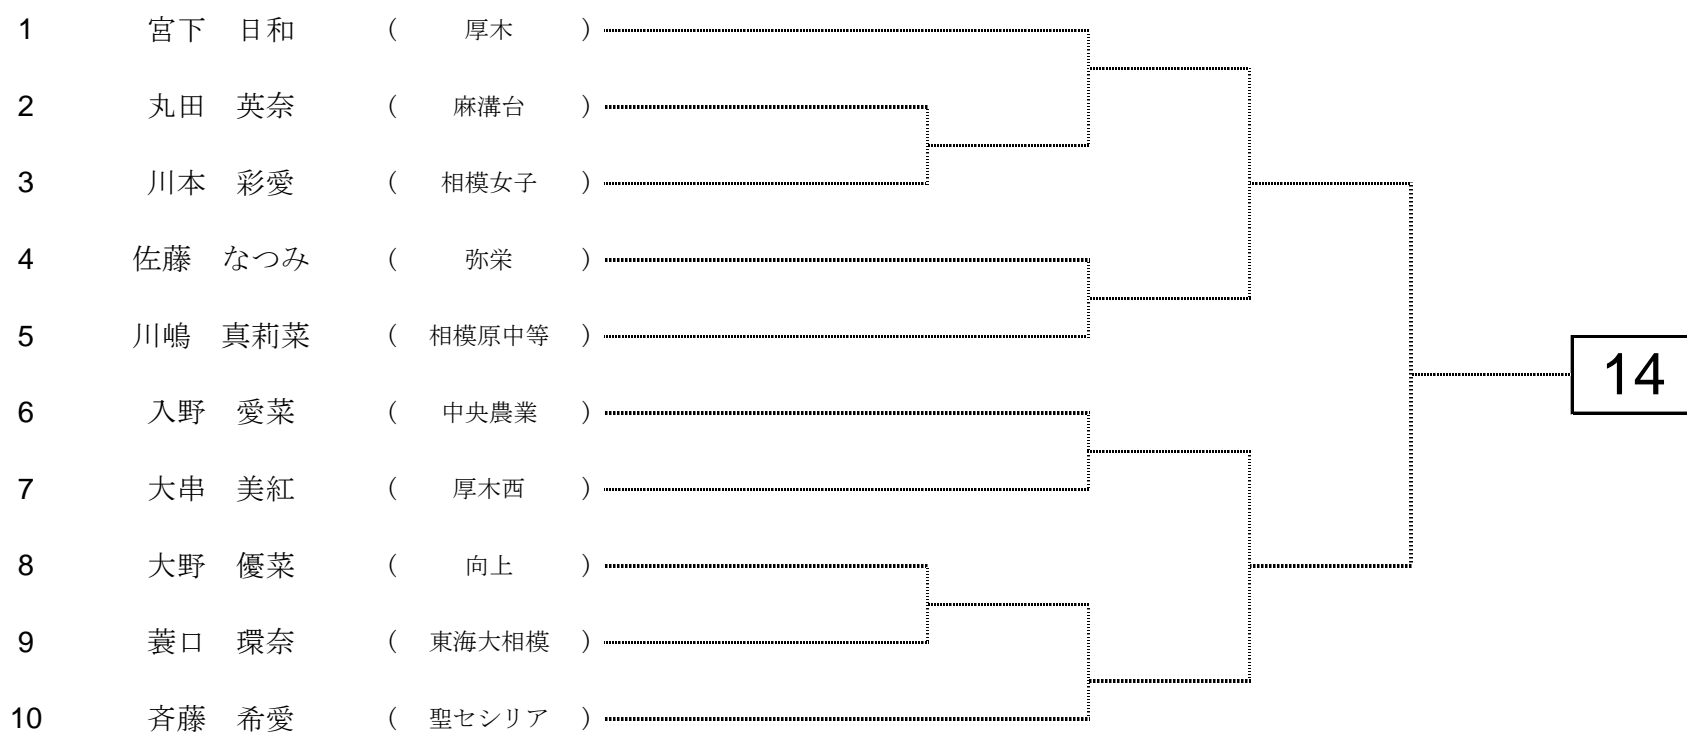 1 宮下 日和 ( 厚木 )
2 丸田 英奈 ( 麻溝台 )
3 川本 彩愛 ( 相模女子 )
4 佐藤 なつみ ( 弥栄 )
5 川嶋 真莉菜 ( 相模原中等 )
14
6 入野 愛菜 ( 中央農業 )
7 大串 美紅 ( 厚木西 )
8 大野 優菜 ( 向上 )
9 蓑口 環奈 ( 東海大相模 )
10 斉藤 希愛 ( 聖セシリア )